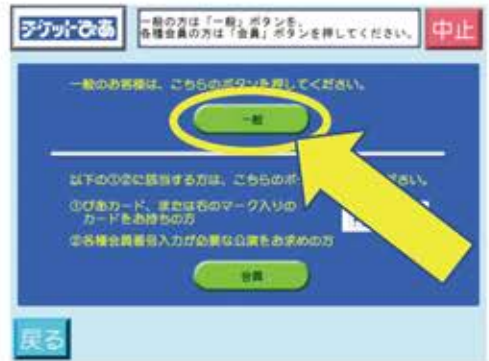 チケットぴあ
一般の方は「一般」ボタンを、
各種会員の方は「会員」ボタンを押してください。
中止
一般のお客様は、こちらのボタンを押してください。
一般
以下の①②に該当する方は、こちらのボ
さい。
①ぴあカード、または右のマーク入りの
カードをお持ちの方
②各種会員番号入力が必要な公演をお求めの方
会員
戻る